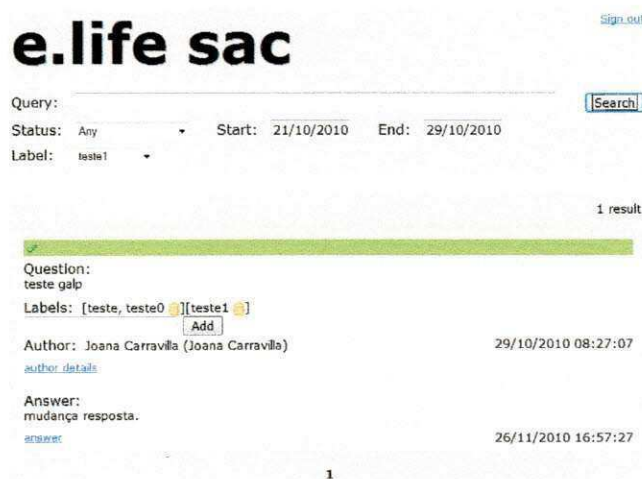 Sign out
e.life sac
Query:
Search
Status: Any Start: 21/10/2010 End: 29/10/2010
Label: teste1
1 result
Question:
teste galp
Labels: [teste, teste0 ][teste1 ]
Add
Author: Joana Carravilla (Joana Carravilla) 29/10/2010 08:27:07
author details
Answer:
mudança resposta.
answer 26/11/2010 16:57:27
1